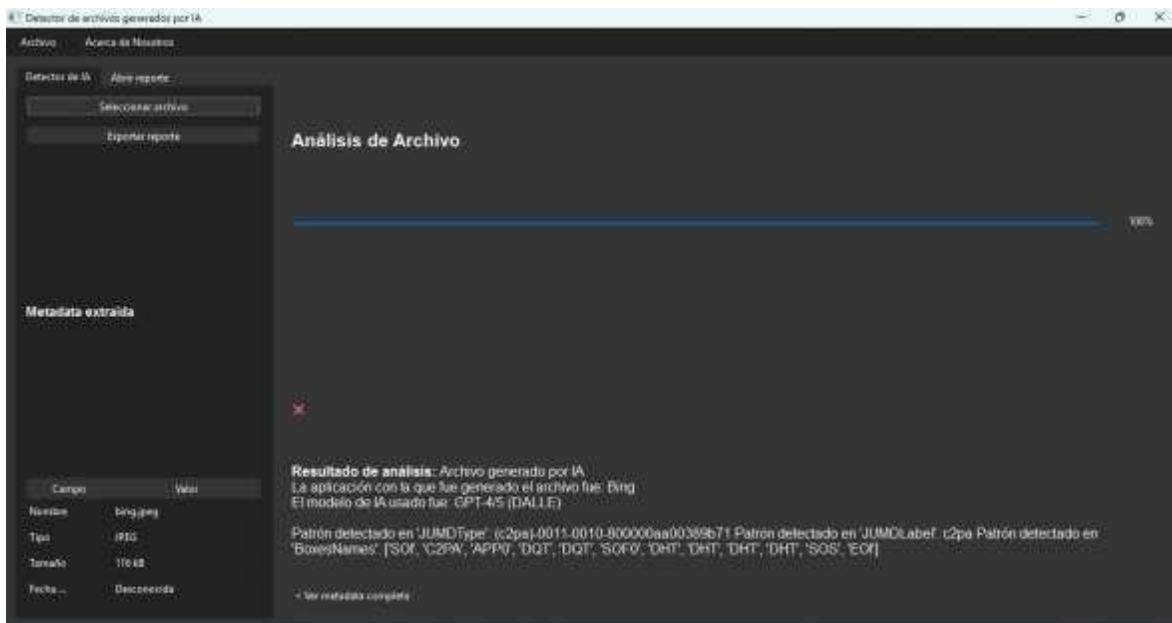 Detector de archivos generados por IA
Archivo Acerca de Nosotros
Detector de IA Abrir reporte
Seleccionar archivo
Exportar reporte
Análisis de Archivo
100%
Metadata extraída
Resultado de análisis: Archivo generado por IA
La aplicación con la que fue generado el archivo fue: Bing
El modelo de IA usado fue: GPT-4/5 (DALLE)
Patrón detectado en 'JUMDType': (c2pa)-0011-0010-800000aa00389b71 Patrón detectado en 'JUMDLabel': c2pa Patrón detectado en
'BoxesNames': ['SOI', 'C2PA', 'APP0', 'DQT', 'DQT', 'SOF0', 'DHT', 'DHT', 'DHT', 'DHT', 'SOS', 'EOI']
Campo Valor
Nombre bing.jpeg
Tipo JPEG
Tamaño 116 kB
Fecha ... Desconocida
< Ver metadata completa